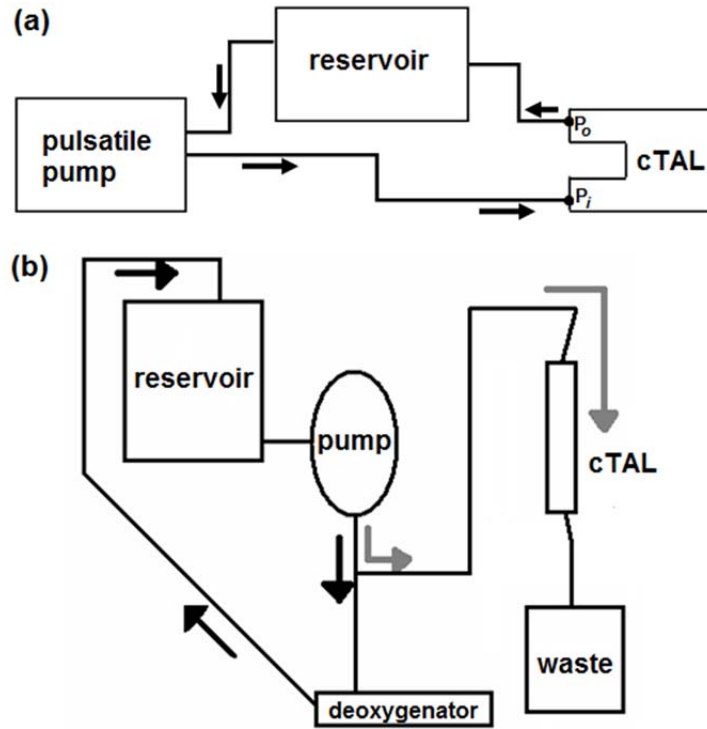 (a)
reservoir
pulsatile
pump
Po
cTAL
Pi
(b)
reservoir
pump
cTAL
waste
deoxygenator